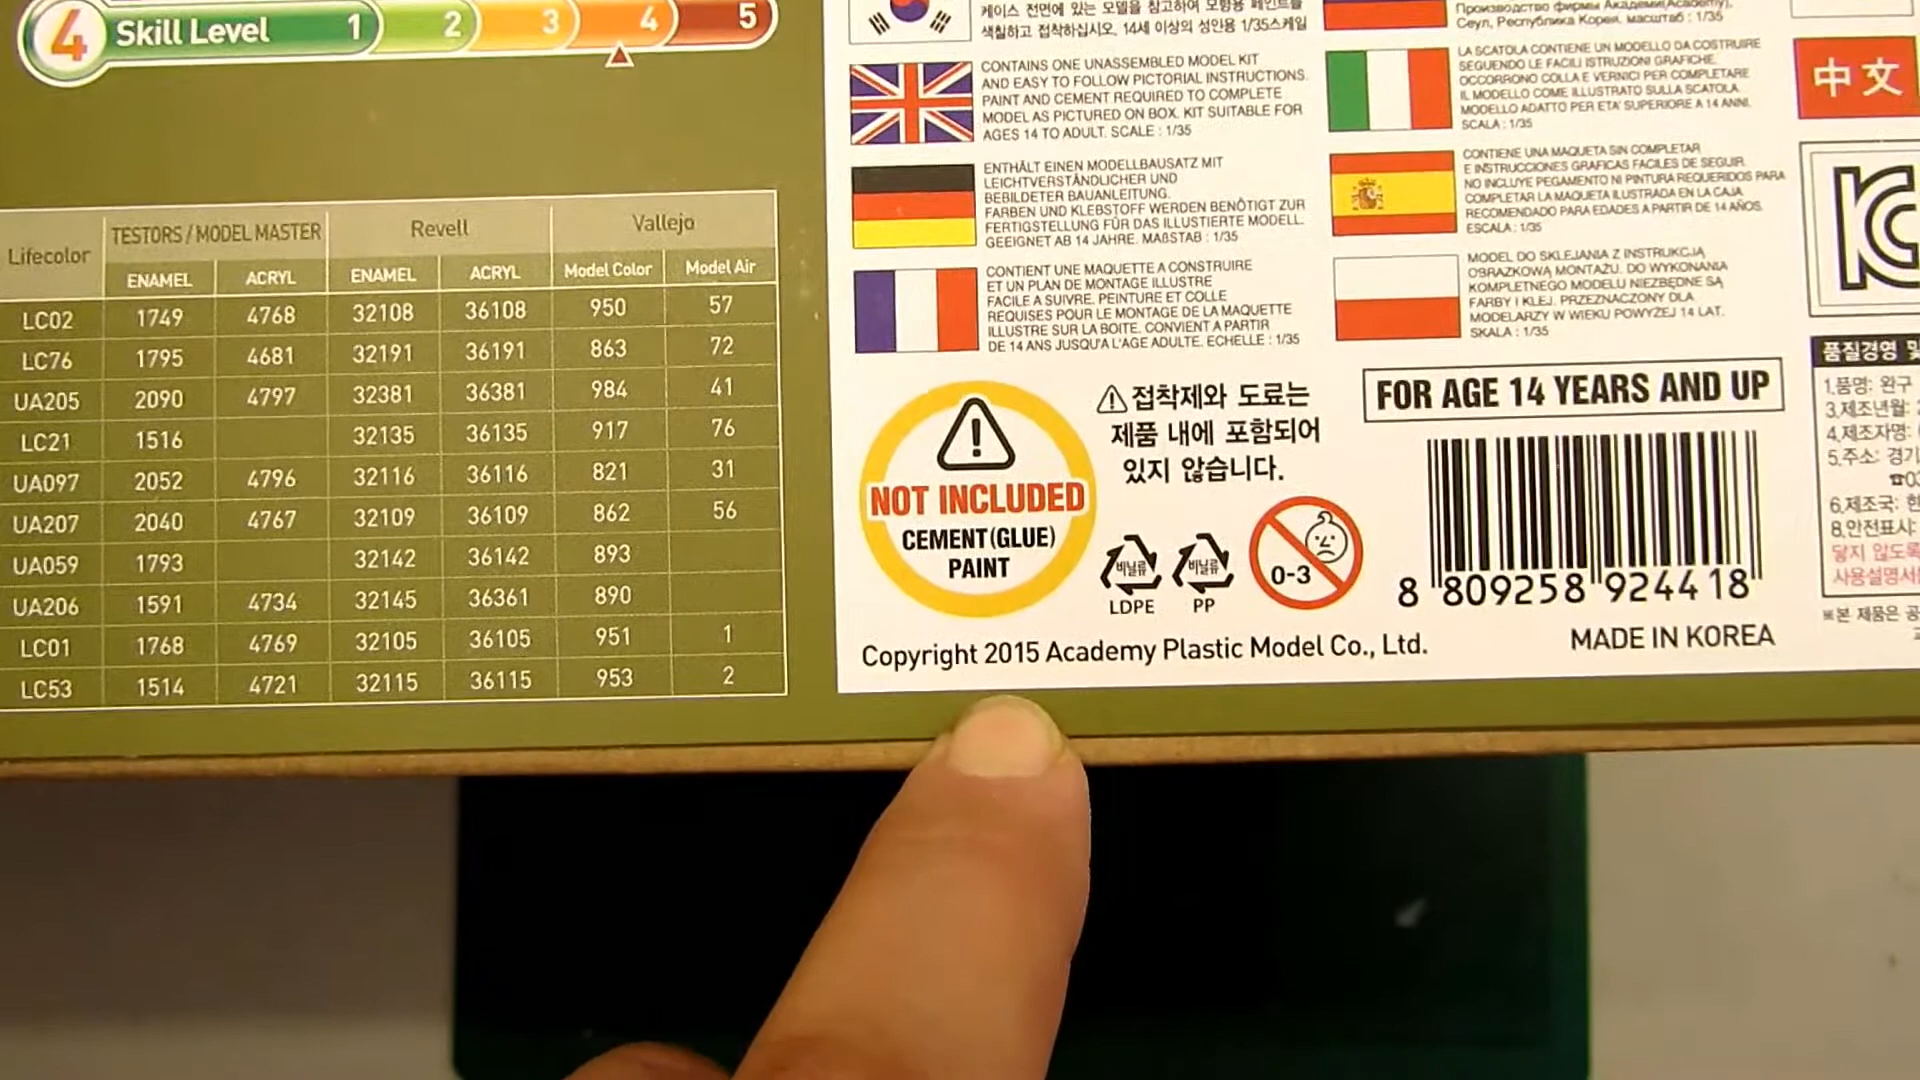 4 Skill Level 1 2 3 4 5
Lifecolor TESTORS / MODEL MASTER Revell Vallejo
ENAMEL ACRYL ENAMEL ACRYL Model Color Model Air
LC02 1749 4768 32108 36108 950 57
LC76 1795 4681 32191 36191 863 72
UA205 2090 4797 32381 36381 984 41
LC21 1516 32135 36135 917 76
UA097 2052 4796 32116 36116 821 31
UA207 2040 4767 32109 36109 862 56
UA059 1793 32142 36142 893
UA206 1591 4734 32145 36361 890
LC01 1768 4769 32105 36105 951 1
LC53 1514 4721 32115 36115 953 2
케이스 전면에 있는 모델을 참고하여 모형용 페인트를
색칠하고 접착하십시오. 14세 이상의 성인용 1/35스케일
CONTAINS ONE UNASSEMBLED MODEL KIT
AND EASY TO FOLLOW PICTORIAL INSTRUCTIONS.
PAINT AND CEMENT REQUIRED TO COMPLETE
MODEL AS PICTURED ON BOX. KIT SUITABLE FOR
AGES 14 TO ADULT. SCALE : 1/35
ENTHÄLT EINEN MODELLBAUSATZ MIT
LEICHTVERSTÄNDLICHER UND
BEBILDETER BAUANLEITUNG.
FARBEN UND KLEBSTOFF WERDEN BENÖTIGT ZUR
FERTIGSTELLUNG FÜR DAS ILLUSTIERTE MODELL.
GEEIGNET AB 14 JAHRE. MAßSTAB : 1/35
CONTIENT UNE MAQUETTE A CONSTRUIRE
ET UN PLAN DE MONTAGE ILLUSTRE
FACILE A SUIVRE. PEINTURE ET COLLE
REQUISES POUR LE MONTAGE DE LA MAQUETTE
ILLUSTRE SUR LA BOITE. CONVIENT A PARTIR
DE 14 ANS JUSQU'A L'AGE ADULTE. ECHELLE : 1/35
Производство фирмы Академи(Academy),
Сеул, Республика Корея. масштаб : 1/35
LA SCATOLA CONTIENE UN MODELLO DA COSTRUIRE
SEGUENDO LE FACILI ISTRUZIONI GRAFICHE.
OCCORRONO COLLA E VERNICI PER COMPLETARE
IL MODELLO COME ILLUSTRATO SULLA SCATOLA.
MODELLO ADATTO PER ETA' SUPERIORE A 14 ANNI.
SCALA : 1/35
CONTIENE UNA MAQUETA SIN COMPLETAR
E INSTRUCCIONES GRAFICAS FACILES DE SEGUIR.
NO INCLUYE PEGAMENTO NI PINTURA REQUERIDOS PARA
COMPLETAR LA MAQUETA ILUSTRADA EN LA CAJA.
RECOMENDADO PARA EDADES A PARTIR DE 14 AÑOS.
ESCALA : 1/35
MODEL DO SKLEJANIA Z INSTRUKCJĄ
OBRAZKOWĄ MONTAŻU. DO WYKONANIA
KOMPLETNEGO MODELU NIEZBĘDNE SĄ
FARBY I KLEJ. PRZEZNACZONY DLA
MODELARZY W WIEKU POWYŻEJ 14 LAT.
SKALA : 1/35
中文
NOT INCLUDED
CEMENT(GLUE)
PAINT
접착제와 도료는
제품 내에 포함되어
있지 않습니다.
비닐류 비닐류
LDPE PP
0-3
FOR AGE 14 YEARS AND UP
8 809258 924418
Copyright 2015 Academy Plastic Model Co., Ltd.
MADE IN KOREA
품질경영 및
1.품명: 완구
3.제조년월:
4.제조자명:
5.주소: 경기
☎03
6.제조국: 한
8.안전표시:
닿지 않도록
사용설명서
※본 제품은 공